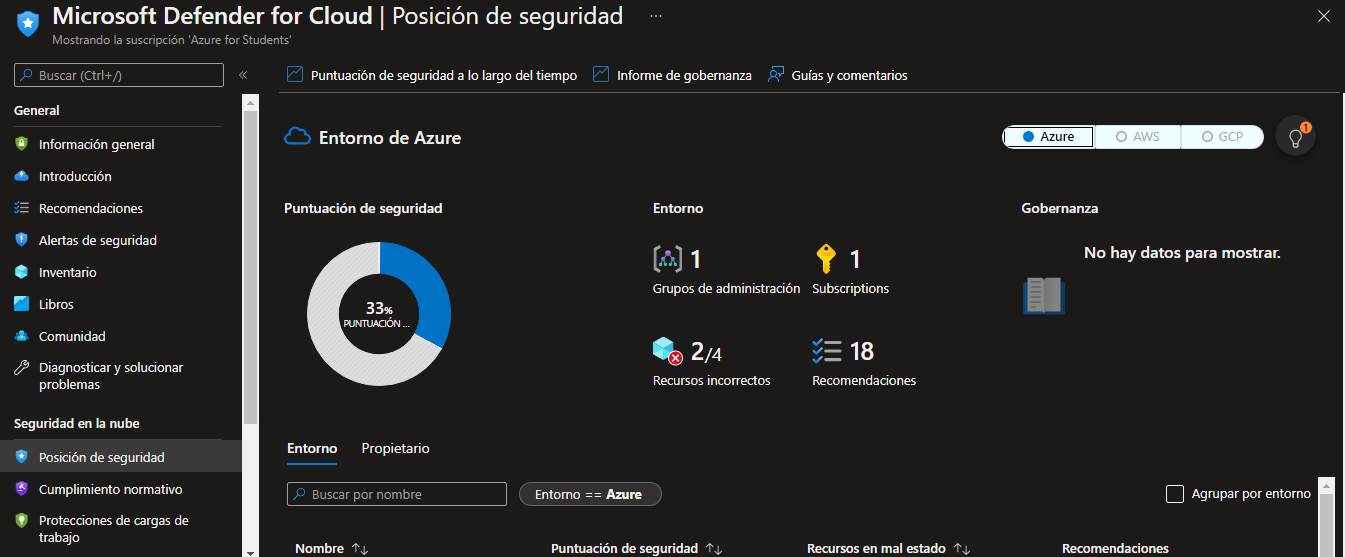 Microsoft Defender for Cloud | Posición de seguridad ...
Mostrando la suscripción 'Azure for Students'
Buscar (Ctrl+/)
«
General
Información general
Introducción
Recomendaciones
Alertas de seguridad
Inventario
Libros
Comunidad
Diagnosticar y solucionar
problemas
Seguridad en la nube
Posición de seguridad
Cumplimiento normativo
Protecciones de cargas de
trabajo
Puntuación de seguridad a lo largo del tiempo
Informe de gobernanza
Guías y comentarios
Entorno de Azure
Azure
AWS
GCP
1
Puntuación de seguridad
33%
PUNTUACIÓN ...
Entorno
1
Grupos de administración
1
Subscriptions
2/4
Recursos incorrectos
18
Recomendaciones
Gobernanza
No hay datos para mostrar.
Entorno
Propietario
Buscar por nombre
Entorno == Azure
Agrupar por entorno
Nombre ↑↓
Puntuación de seguridad ↑↓
Recursos en mal estado ↑↓
Recomendaciones